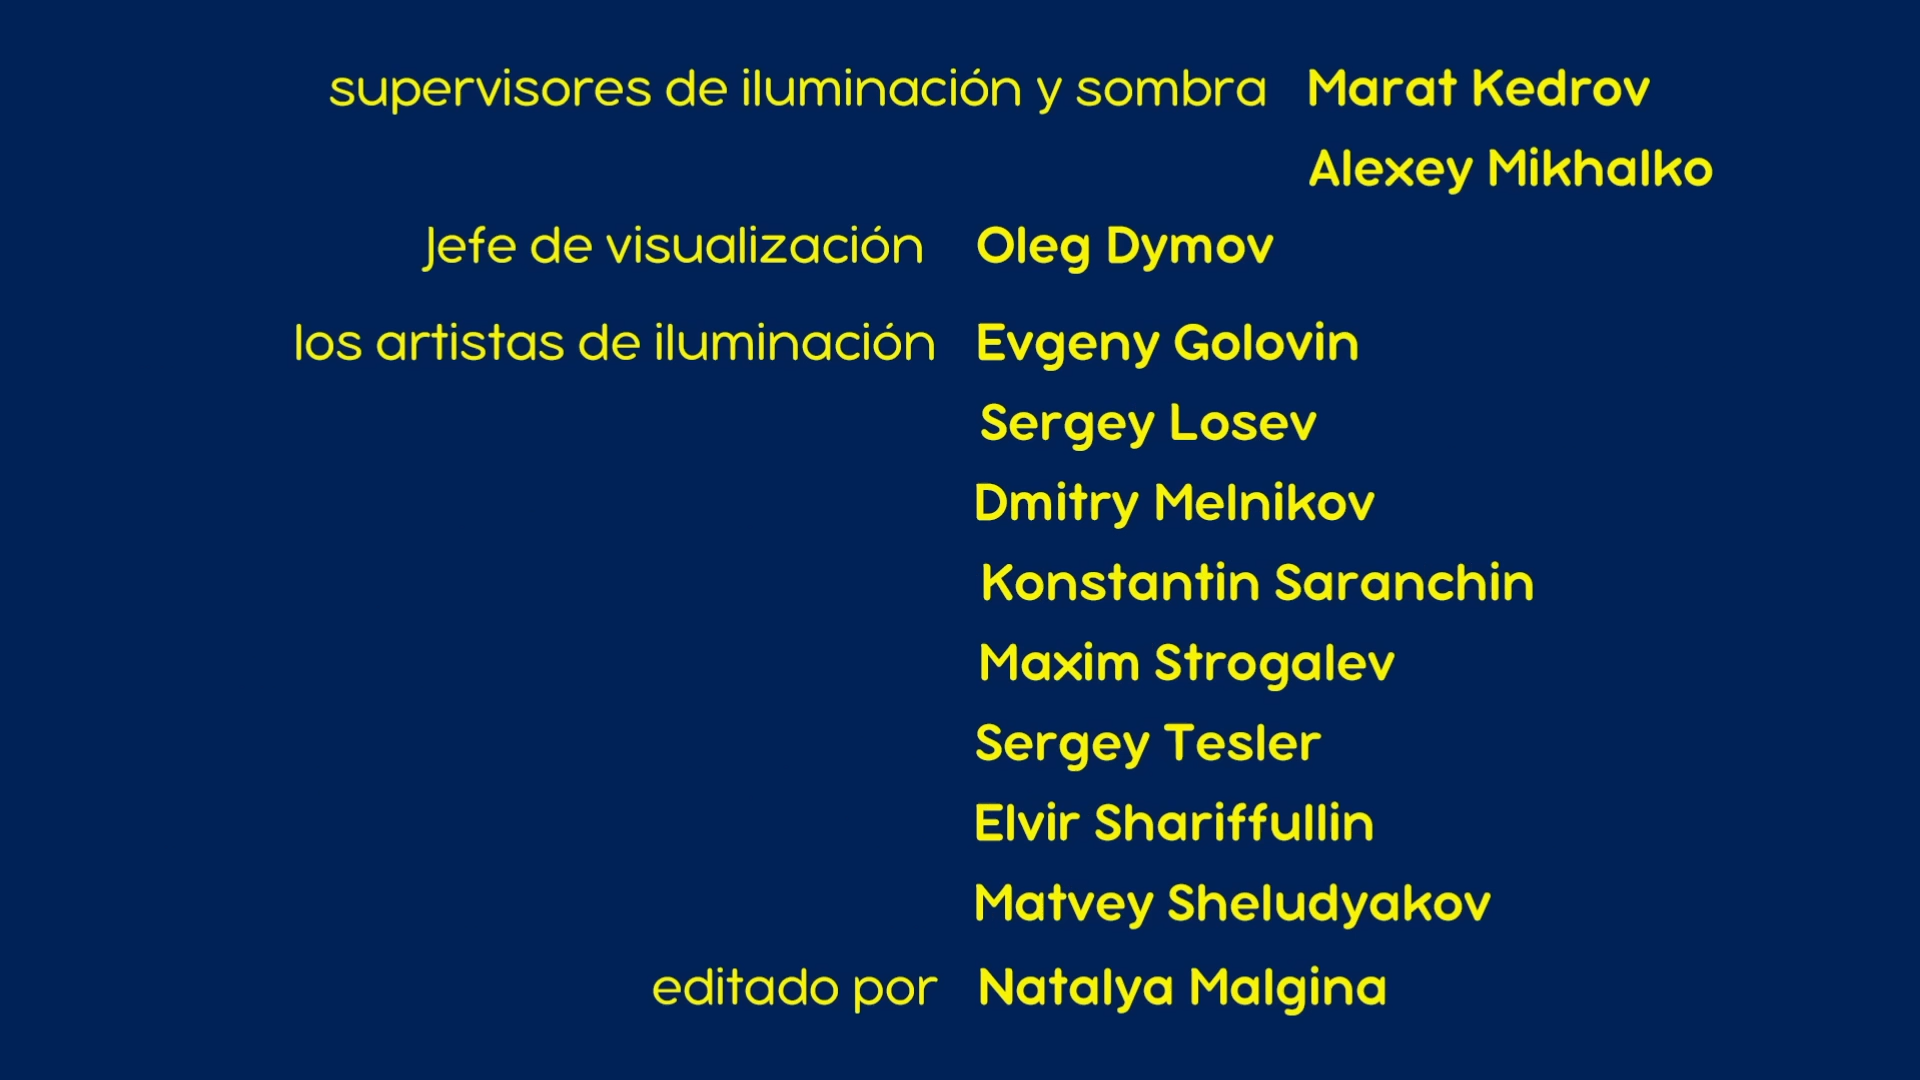 supervisores de iluminación y sombra Marat Kedrov
Alexey Mikhalko
Jefe de visualización Oleg Dymov
los artistas de iluminación Evgeny Golovin
Sergey Losev
Dmitry Melnikov
Konstantin Saranchin
Maxim Strogalev
Sergey Tesler
Elvir Shariffullin
Matvey Sheludyakov
editado por Natalya Malgina